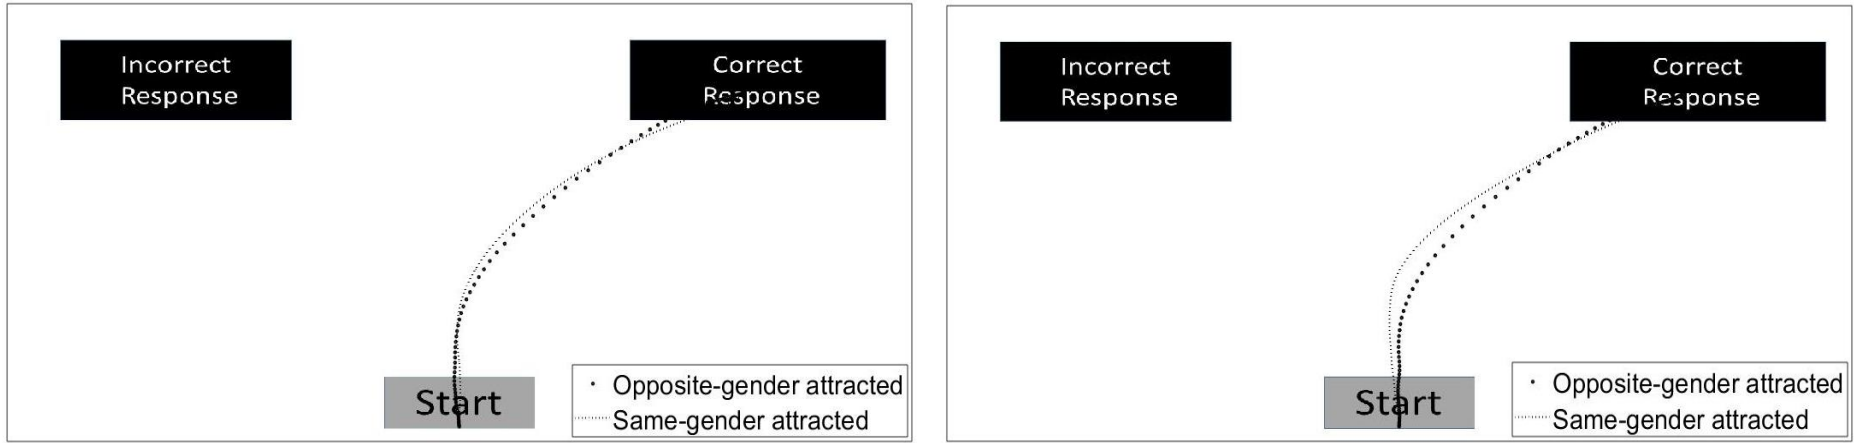 Incorrect
Response
Correct
Response
Start
Opposite-gender attracted
Same-gender attracted
Incorrect
Response
Correct
Response
Start
Opposite-gender attracted
Same-gender attracted